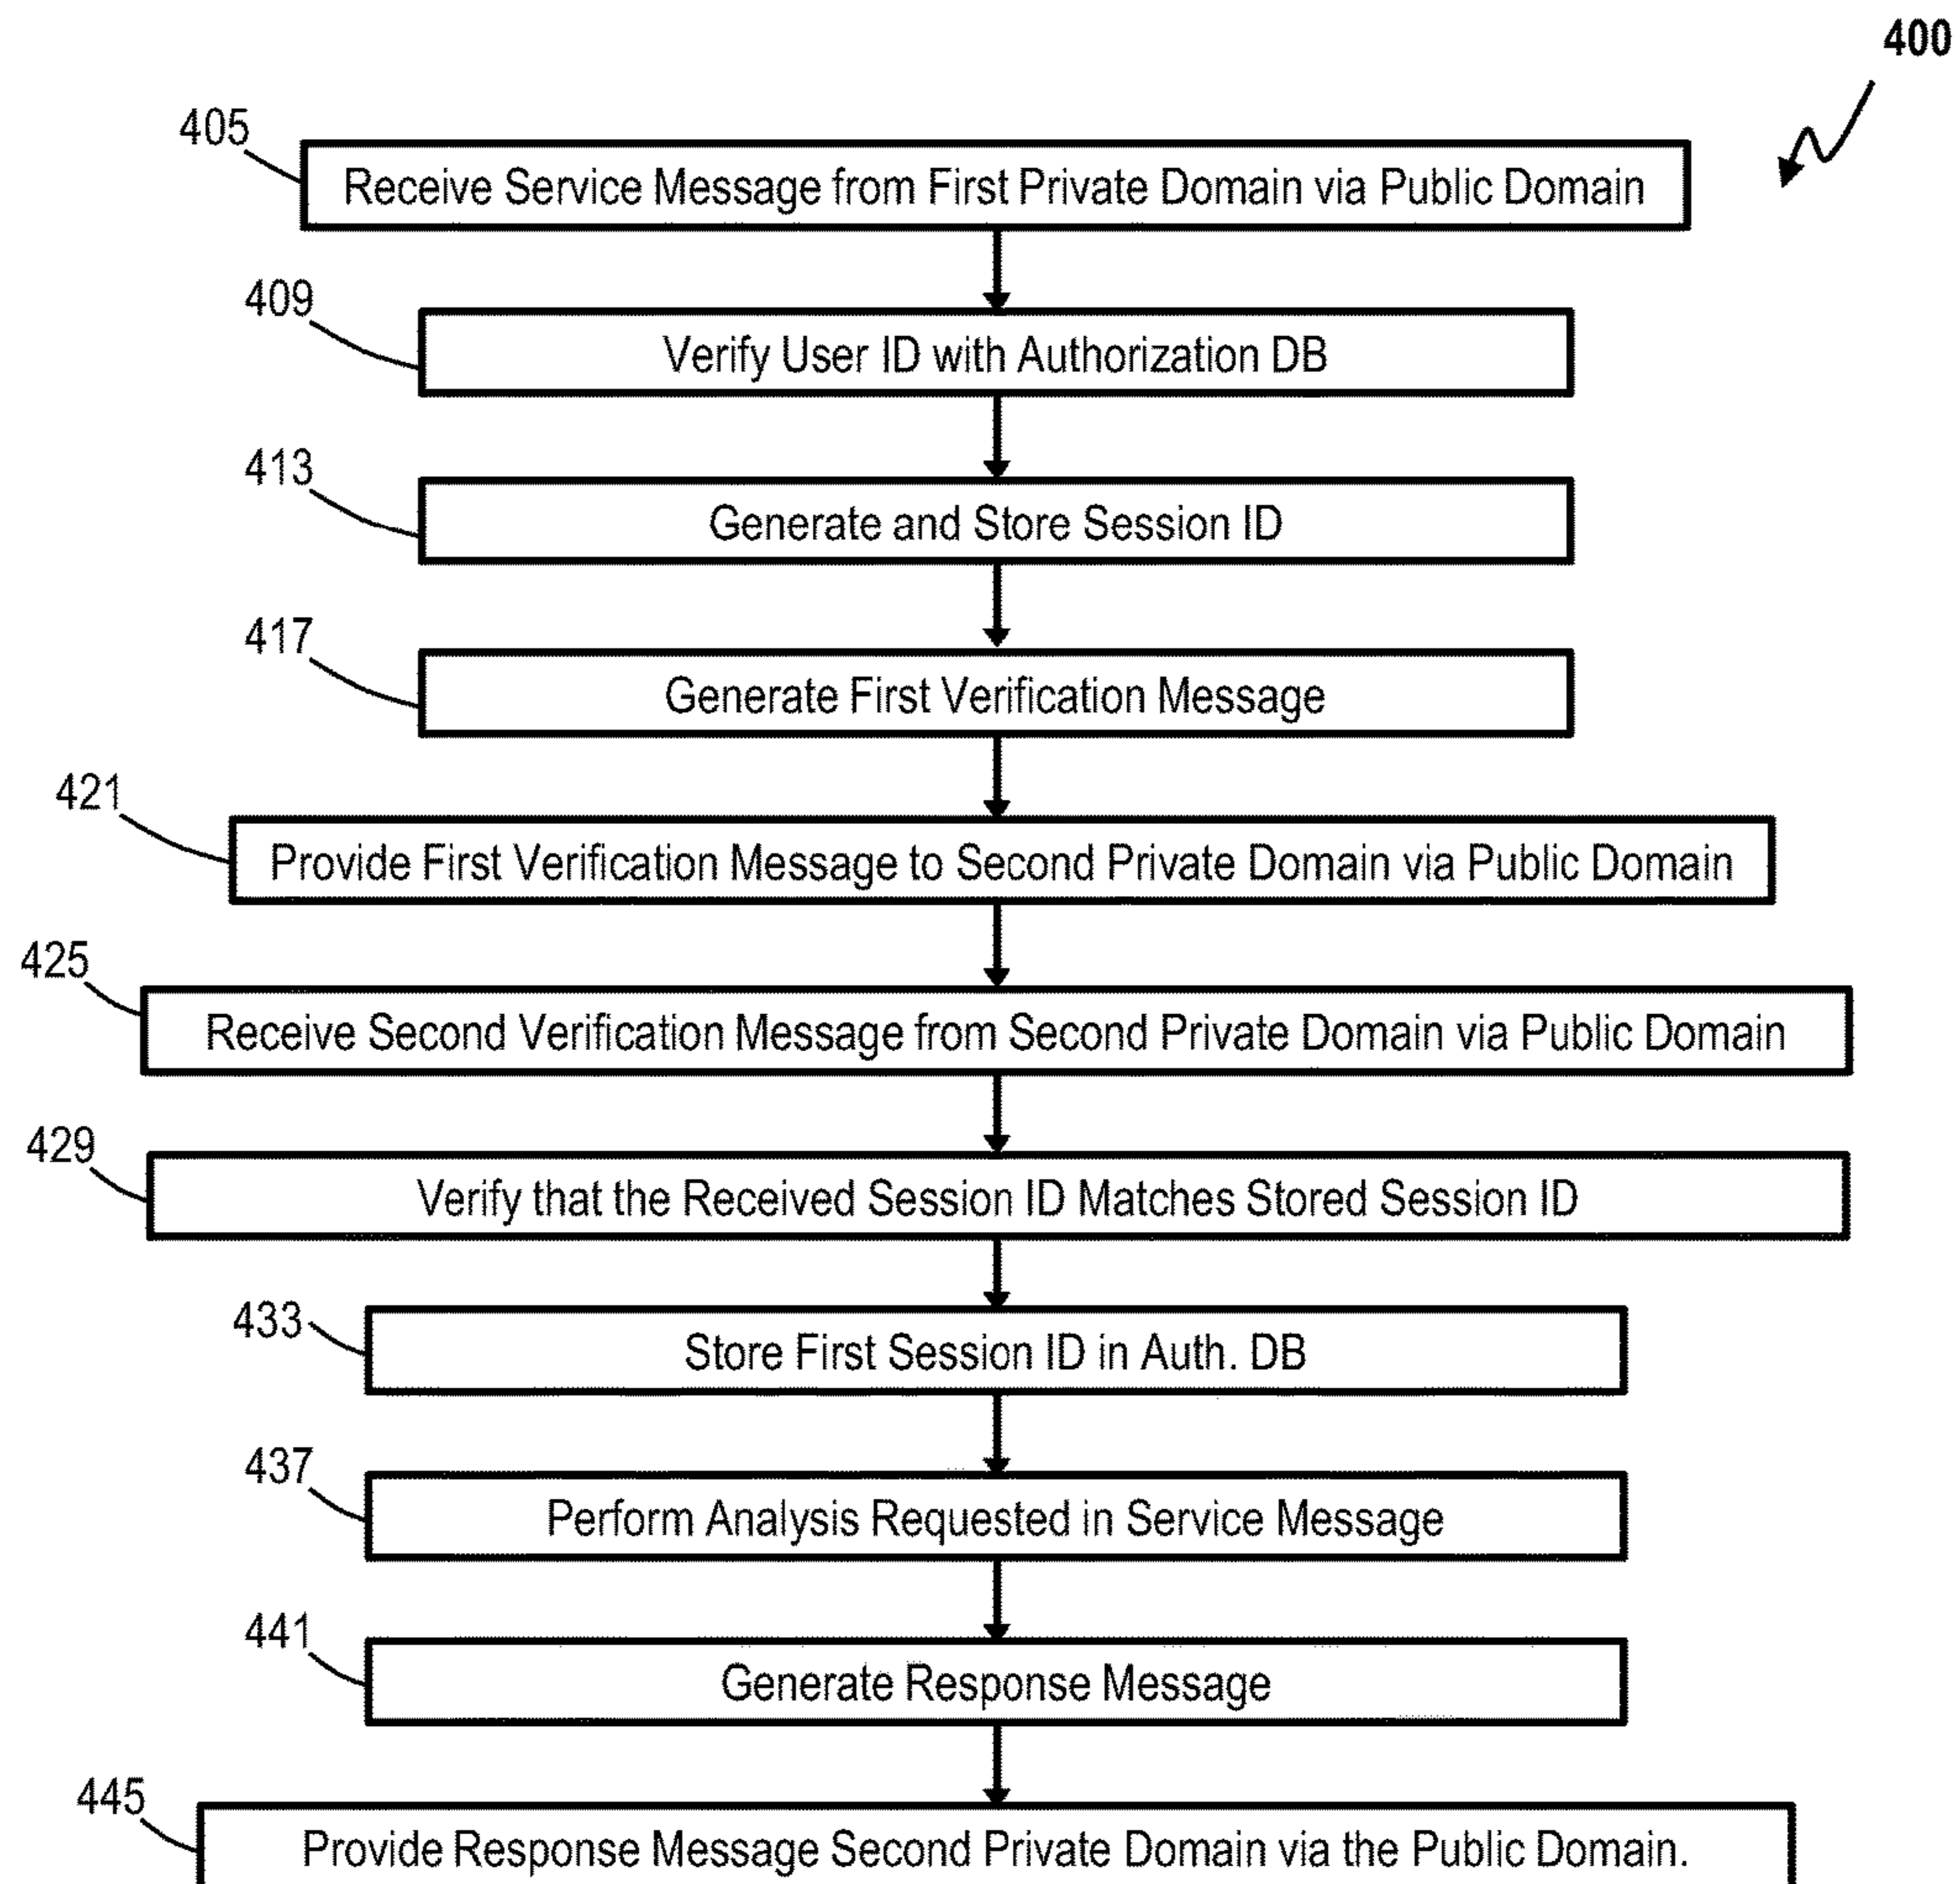 400
405
Receive Service Message from First Private Domain via Public Domain
409
Verify User ID with Authorization DB
413
Generate and Store Session ID
417
Generate First Verification Message
421
Provide First Verification Message to Second Private Domain via Public Domain
425
Receive Second Verification Message from Second Private Domain via Public Domain
429
Verify that the Received Session ID Matches Stored Session ID
433
Store First Session ID in Auth. DB
437
Perform Analysis Requested in Service Message
441
Generate Response Message
445
Provide Response Message Second Private Domain via the Public Domain.